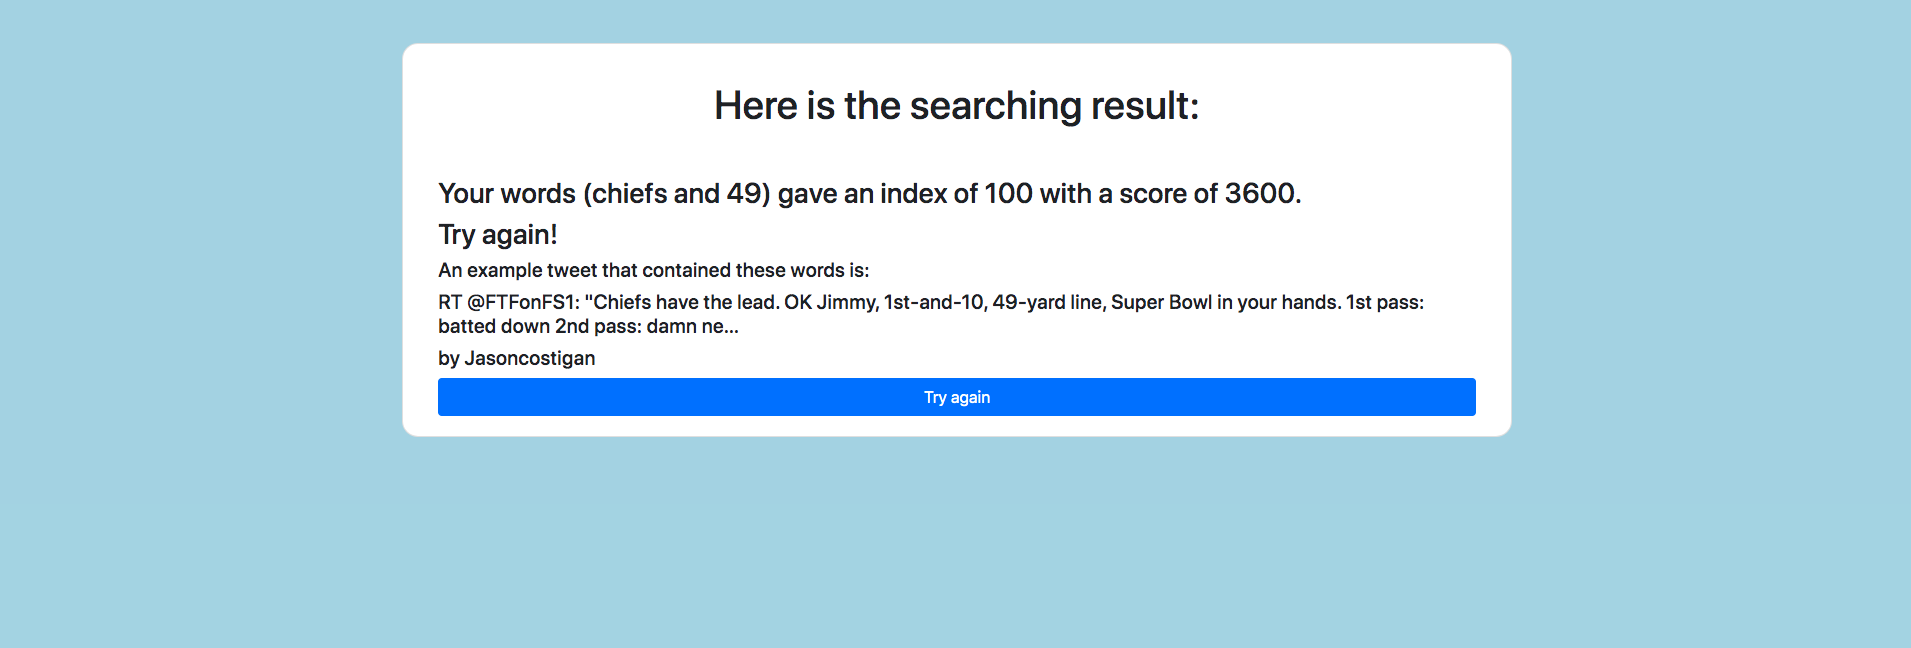 Here is the searching result:
Your words (chiefs and 49) gave an index of 100 with a score of 3600.
Try again!
An example tweet that contained these words is:
RT @FTFonFS1: "Chiefs have the lead. OK Jimmy, 1st-and-10, 49-yard line, Super Bowl in your hands. 1st pass:
batted down 2nd pass: damn ne...
by Jasoncostigan
Try again